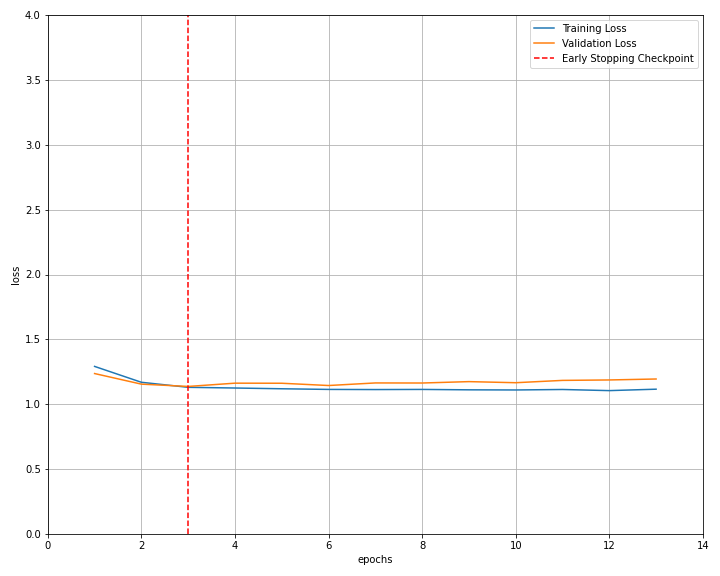 4.0
3.5
3.0
2.5
2.0
1.5
1.0
0.5
0.0
loss
0 2 4 6 8 10 12 14
epochs
Training Loss
Validation Loss
Early Stopping Checkpoint